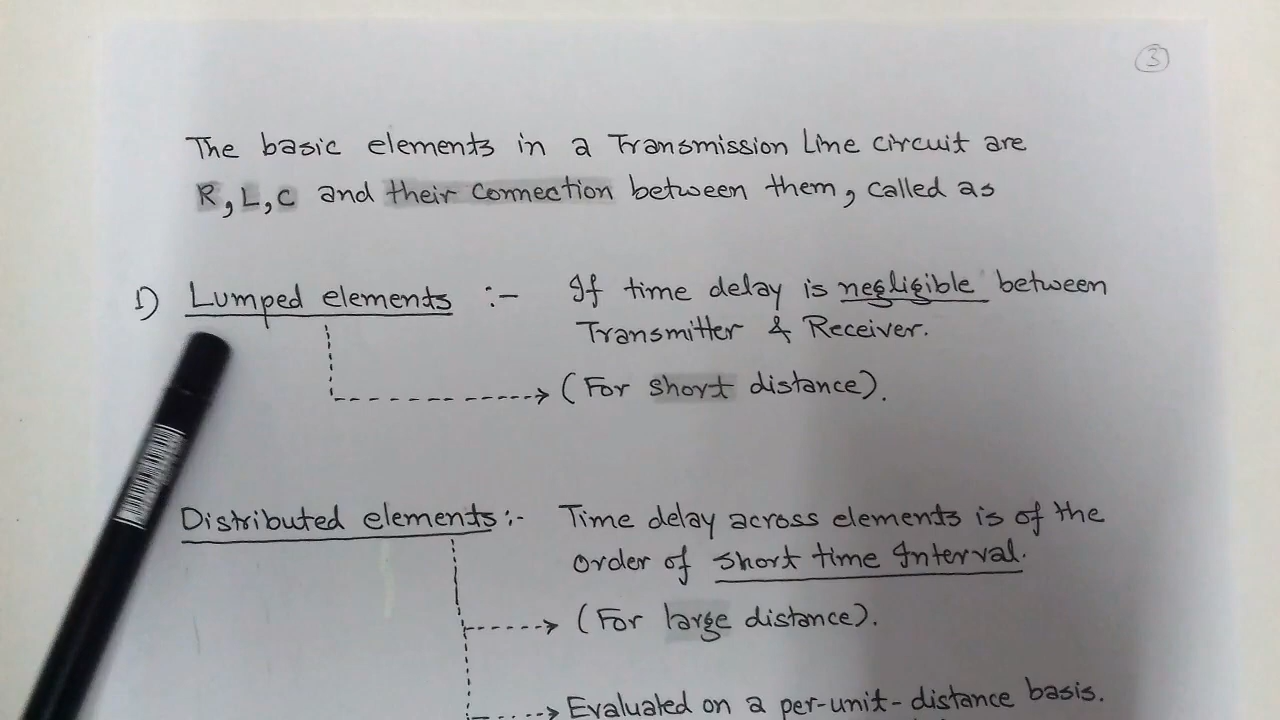 3
The basic elements in a Transmission Line circuit are
R, L, C and their connection between them, called as
1) Lumped elements :- If time delay is negligible between
Transmitter & Receiver.
(For short distance).
Distributed elements :- Time delay across elements is of the
order of short time Interval.
(For large distance).
Evaluated on a per-unit-distance basis.